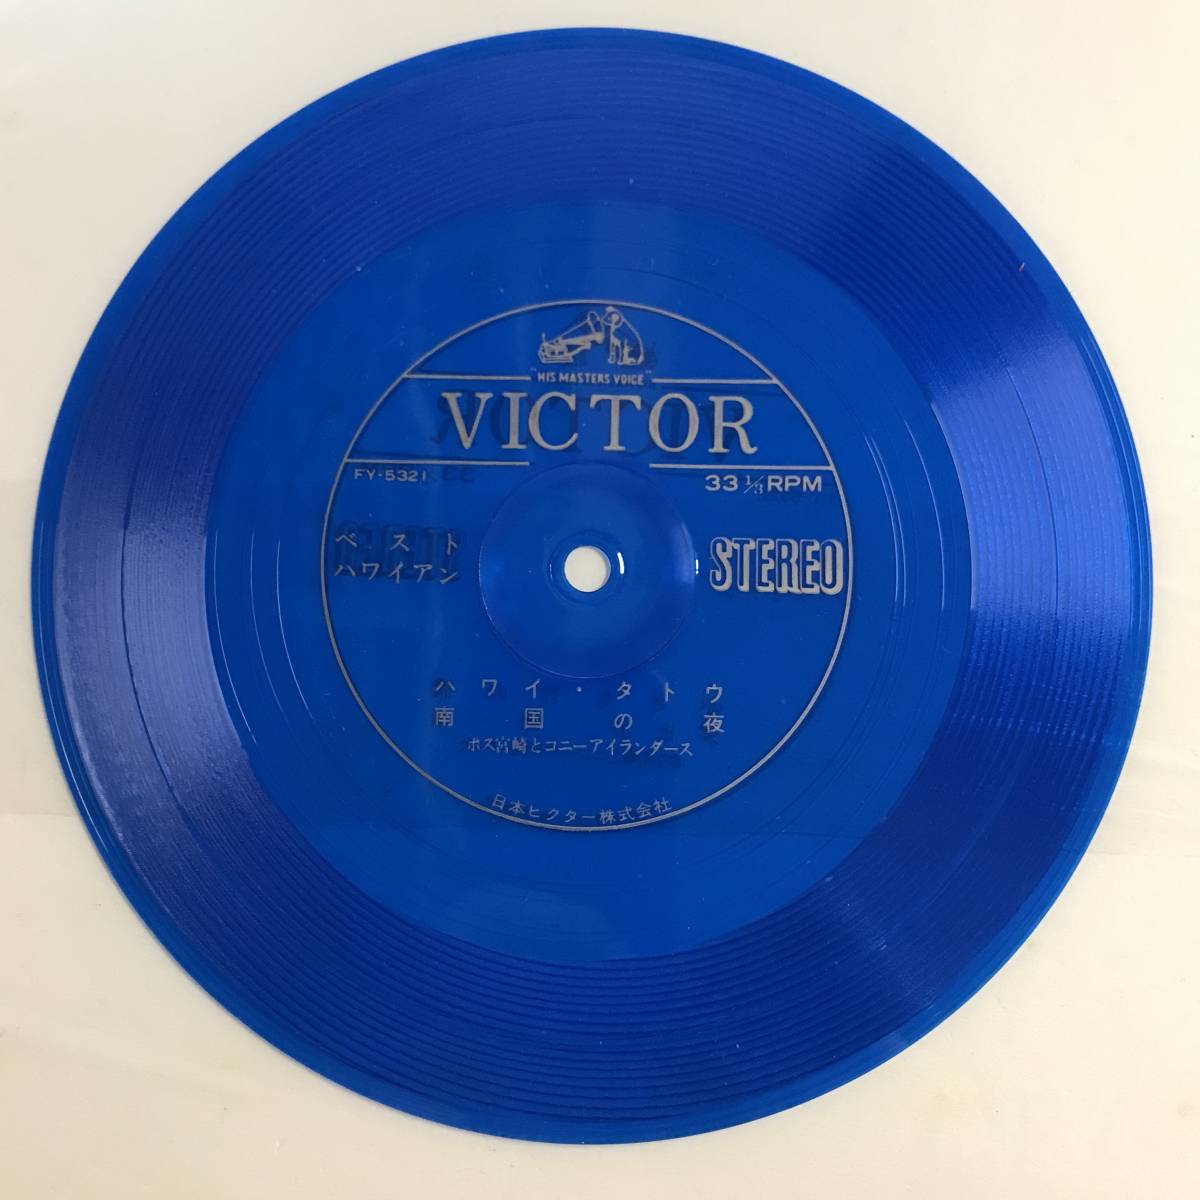 "HIS MASTERS VOICE"
VICTOR
FY-5321
33 1/3 RPM
ベスト
ハワイアン
STEREO
ハワイ・タトウ
南国の夜
ポス宮崎とコニーアイランダース
日本ビクター株式会社